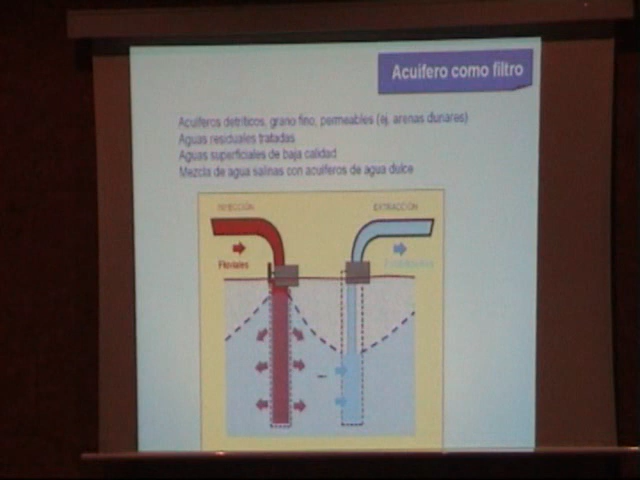 Acuífero como filtro
Acuíferos detríticos, grano fino, permeables (ej. arenas dunares)
Aguas residuales tratadas
Aguas superficiales de baja calidad
Mezcla de agua salinas con acuíferos de agua dulce
INYECCIÓN
EXTRACCIÓN
Fluviales